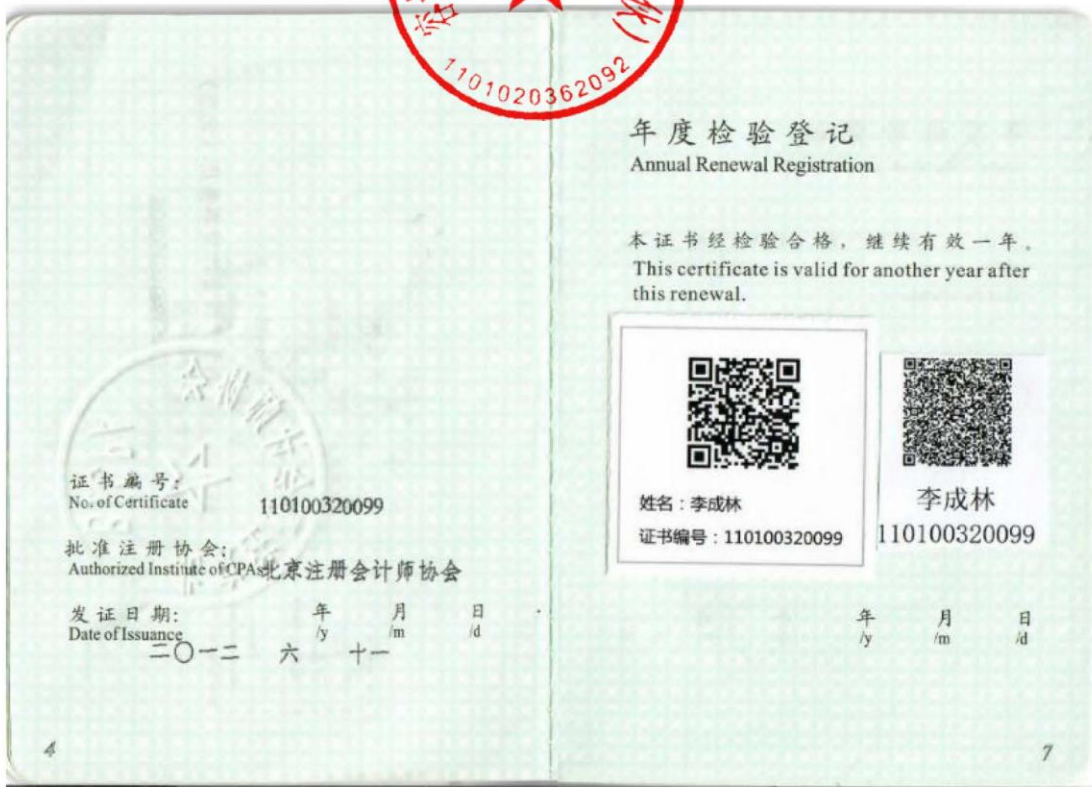 1101020362092
证书编号:
No. of Certificate
110100320099
批准注册协会:
Authorized Institute of CPAs 北京注册会计师协会
发证日期:
Date of Issuance
年 月 日
/y /m /d
二〇一二 六 十一
4
年度检验登记
Annual Renewal Registration
本证书经检验合格，继续有效一年。
This certificate is valid for another year after
this renewal.
姓名：李成林
证书编号：110100320099
李成林
110100320099
年 月 日
/y /m /d
7